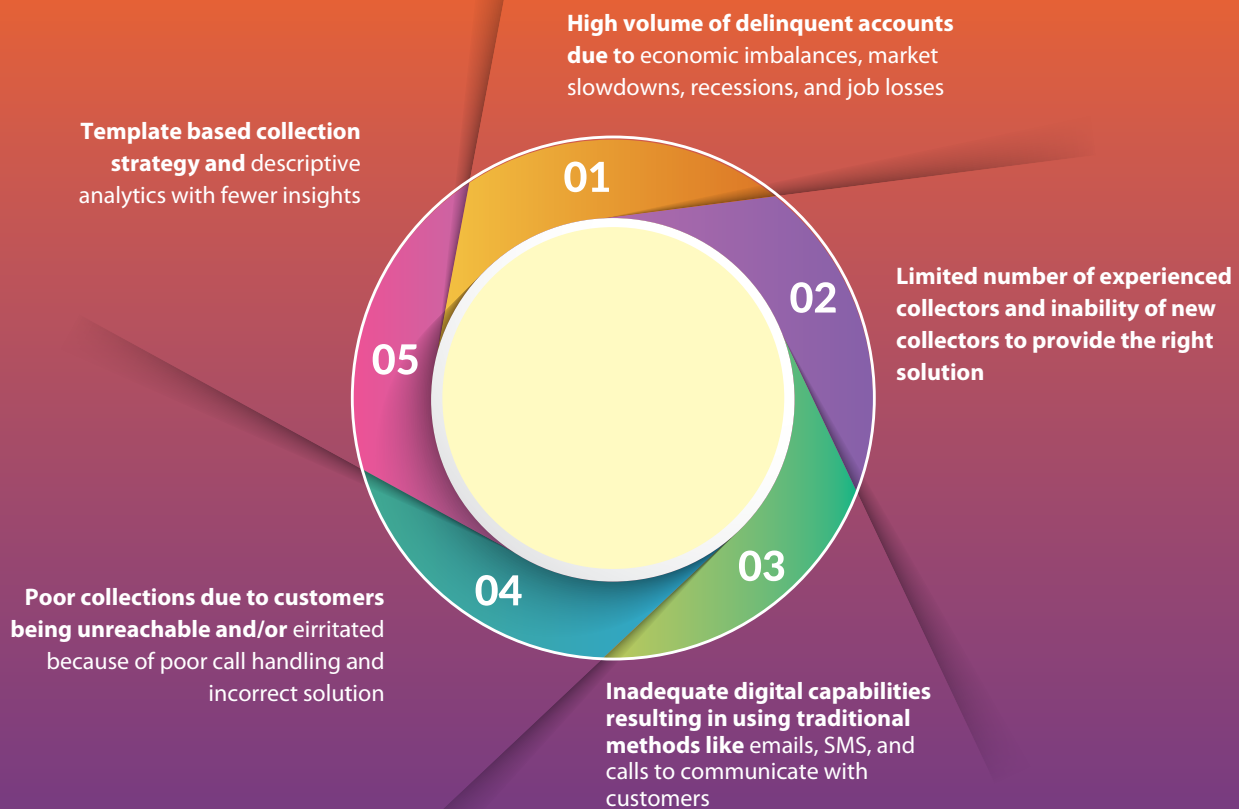 High volume of delinquent accounts
due to economic imbalances, market
slowdowns, recessions, and job losses
Template based collection
strategy and descriptive
analytics with fewer insights
01
02
Limited number of experienced
collectors and inability of new
collectors to provide the right
solution
05
03
04
Poor collections due to customers
being unreachable and/or eirritated
because of poor call handling and
incorrect solution
Inadequate digital capabilities
resulting in using traditional
methods like emails, SMS, and
calls to communicate with
customers